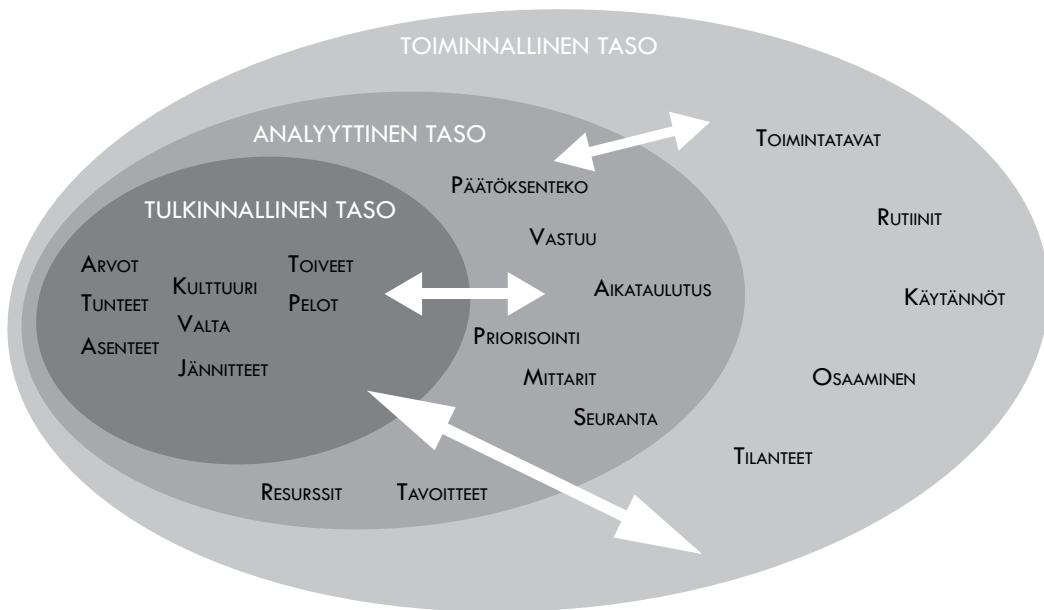 TOIMINNALLINEN TASO
ANALYYTTINEN TASO
TULKINNALLINEN TASO
ARVOT
TUNTEET
ASENTEET
KULTTUURI
VALTA
JÄNNITTEET
TOIVEET
PELOT
PÄÄTÖKSENTEKO
VASTUU
AIKATAULUTUS
PRIORISOINTI
MITTARIT
SEURANTA
RESURSSIT
TAVOITTEET
TOIMINTATAVAT
RUTIINIT
KÄYTÄNNÖT
OSAAMINEN
TILANTEET